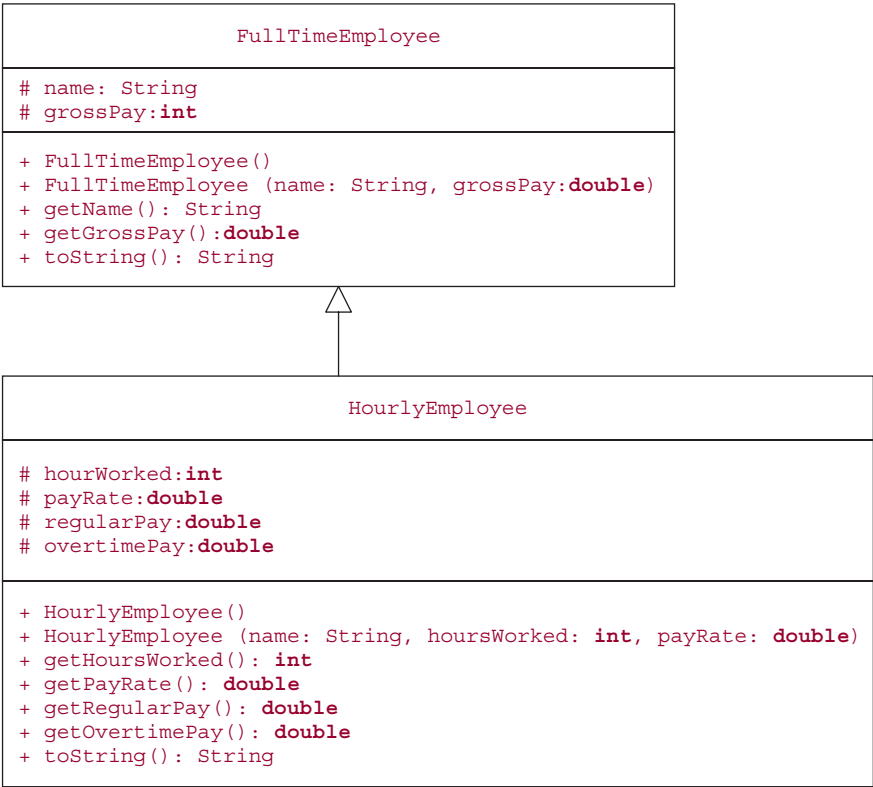 FullTimeEmployee
# name: String
# grossPay:int
+ FullTimeEmployee()
+ FullTimeEmployee (name: String, grossPay:double)
+ getName(): String
+ getGrossPay():double
+ toString(): String
HourlyEmployee
# hourWorked:int
# payRate:double
# regularPay:double
# overtimePay:double
+ HourlyEmployee()
+ HourlyEmployee (name: String, hoursWorked: int, payRate: double)
+ getHoursWorked(): int
+ getPayRate(): double
+ getRegularPay(): double
+ getOvertimePay(): double
+ toString(): String